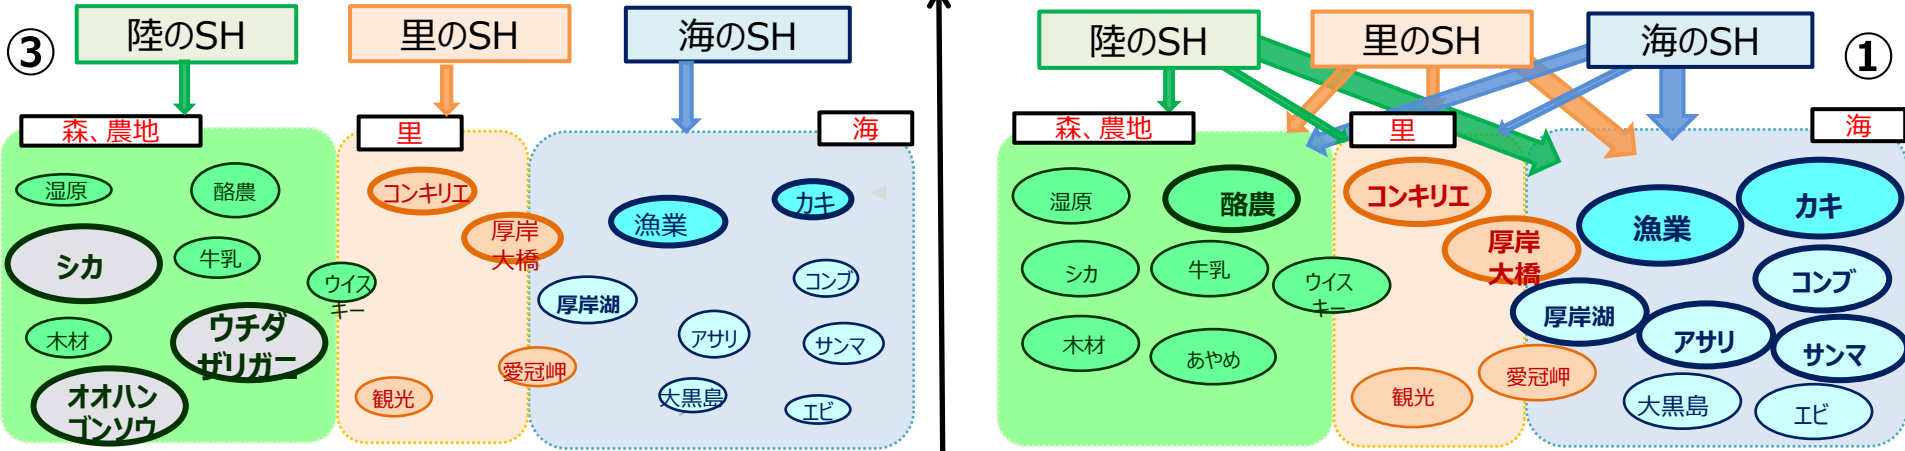 ③
陸のSH
里のSH
海のSH
森、農地
里
海
湿原
酪農
コンキリエ
カキ
シカ
牛乳
厚岸
大橋
漁業
ウイス
キー
厚岸湖
コンブ
木材
ウチダ
ザリガニ
アサリ
サンマ
オオハン
ゴンソウ
観光
愛冠岬
大黒島
エビ
①
陸のSH
里のSH
海のSH
森、農地
里
海
湿原
酪農
コンキリエ
カキ
シカ
牛乳
ウイス
キー
厚岸
大橋
漁業
コンブ
木材
あやめ
厚岸湖
アサリ
サンマ
観光
愛冠岬
大黒島
エビ